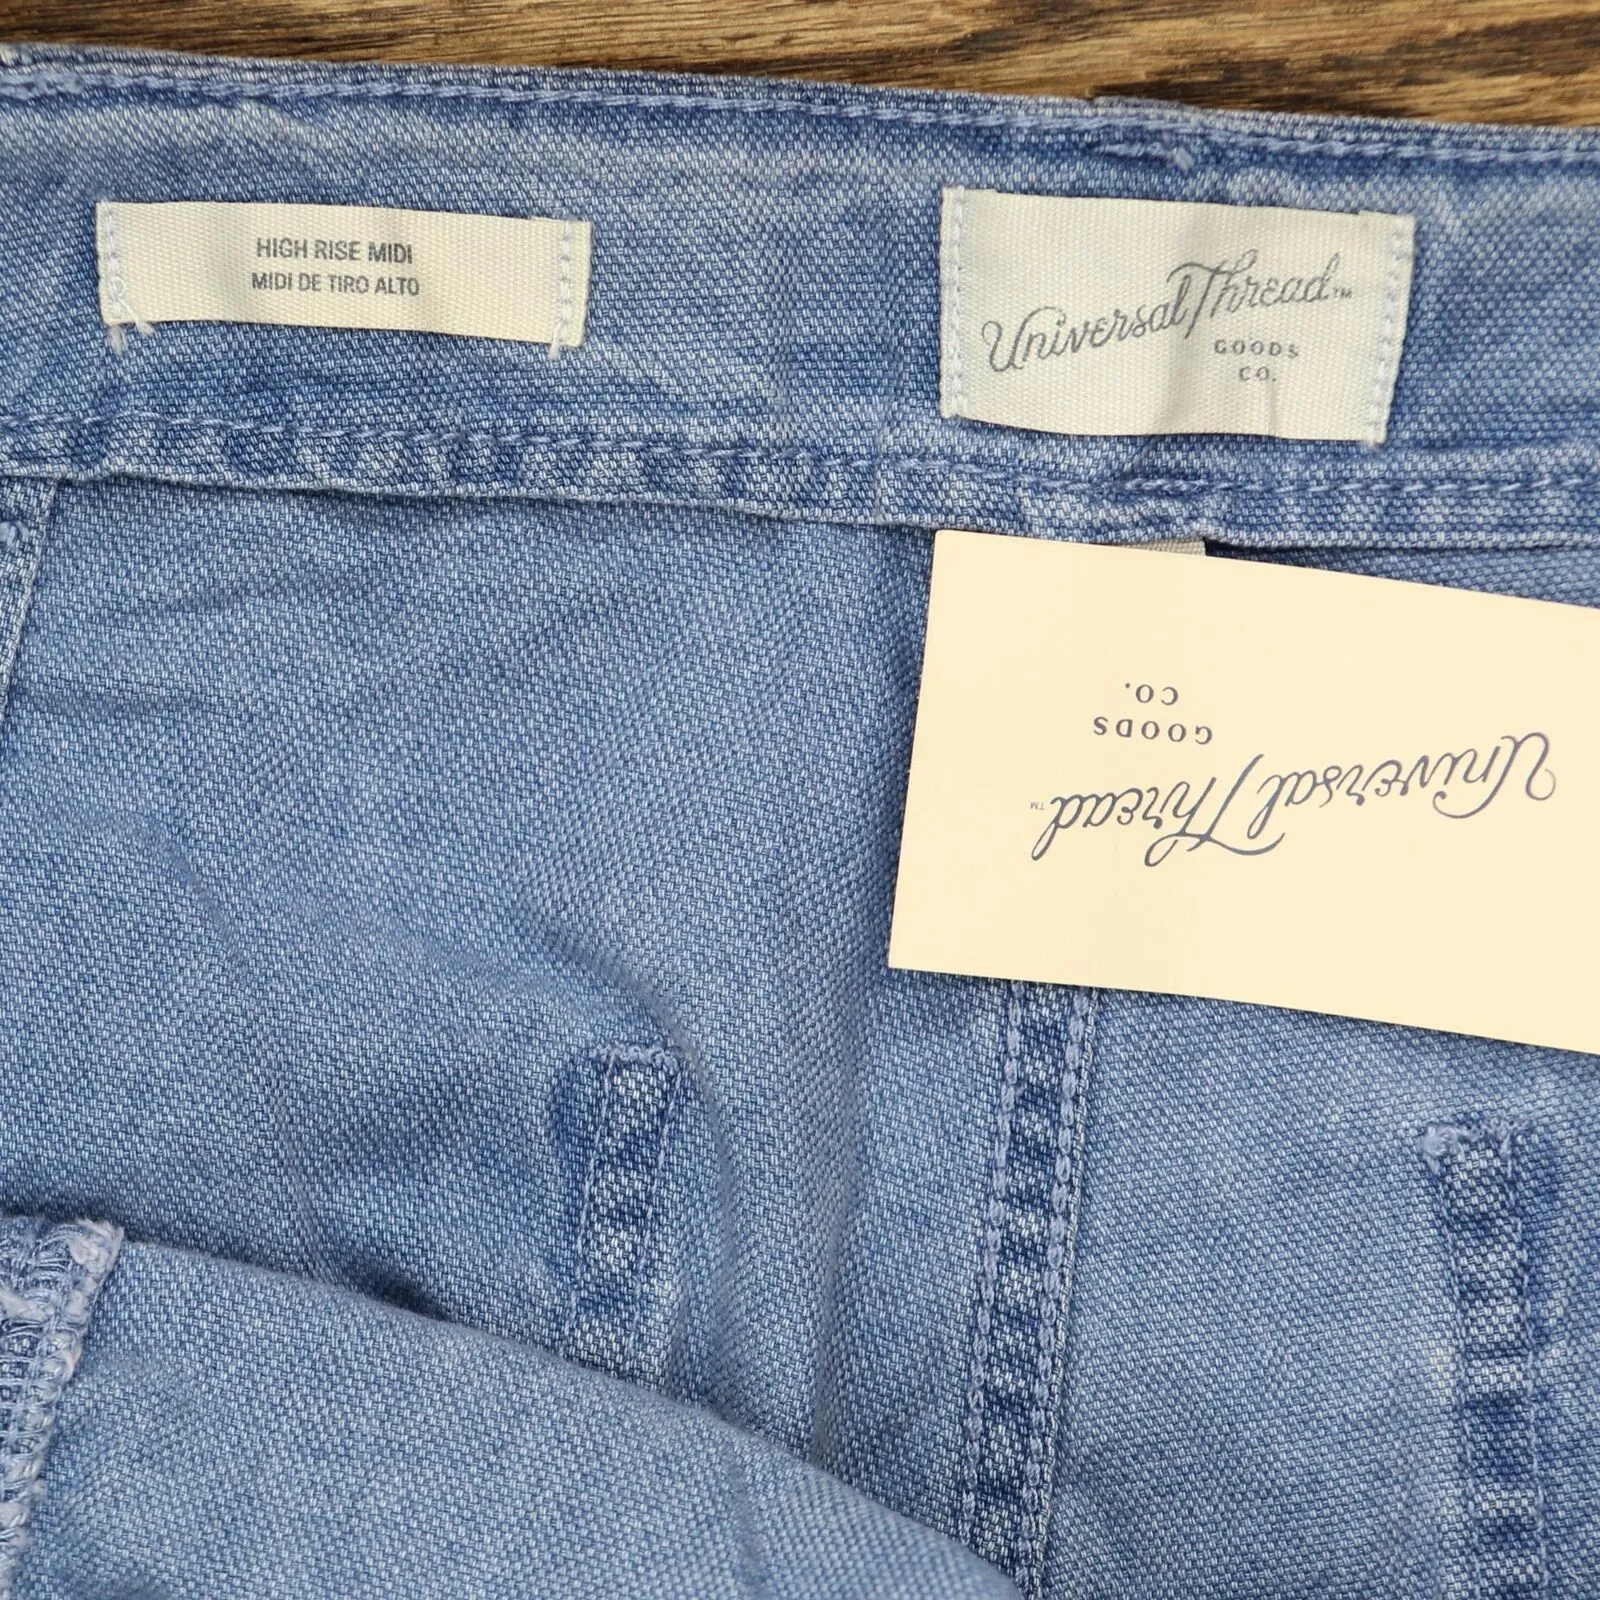 HIGH RISE MIDI
MIDI DE TIRO ALTO
Universal Thread™
GOODS
CO.
Universal Thread™
GOODS
CO.